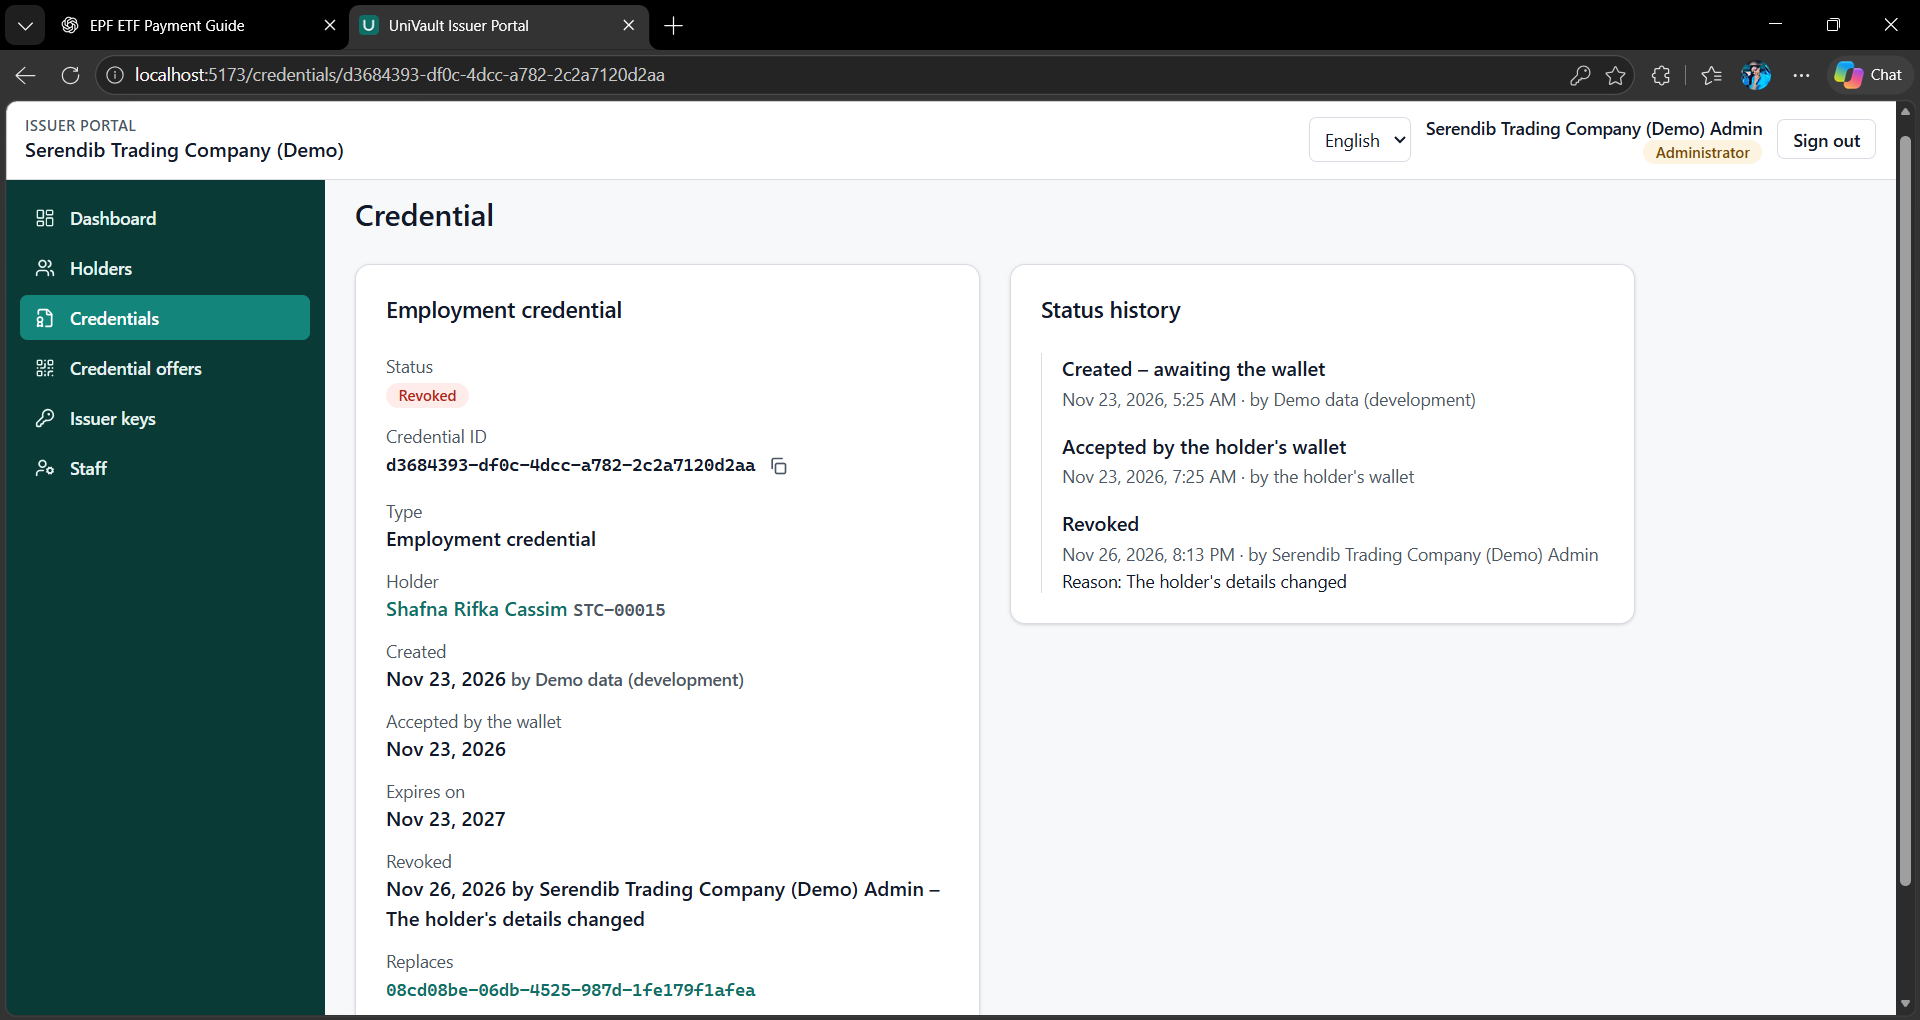 EPF ETF Payment Guide
UniVault Issuer Portal
localhost:5173/credentials/d3684393-df0c-4dcc-a782-2c2a7120d2aa
Chat
ISSUER PORTAL
Serendib Trading Company (Demo)
English
Serendib Trading Company (Demo) Admin
Administrator
Sign out
Dashboard
Holders
Credentials
Credential offers
Issuer keys
Staff
Credential
Employment credential
Status
Revoked
Credential ID
d3684393-df0c-4dcc-a782-2c2a7120d2aa
Type
Employment credential
Holder
Shafna Rifka Cassim STC-00015
Created
Nov 23, 2026 by Demo data (development)
Accepted by the wallet
Nov 23, 2026
Expires on
Nov 23, 2027
Revoked
Nov 26, 2026 by Serendib Trading Company (Demo) Admin –
The holder's details changed
Replaces
08cd08be-06db-4525-987d-1fe179f1afea
Status history
Created – awaiting the wallet
Nov 23, 2026, 5:25 AM · by Demo data (development)
Accepted by the holder's wallet
Nov 23, 2026, 7:25 AM · by the holder's wallet
Revoked
Nov 26, 2026, 8:13 PM · by Serendib Trading Company (Demo) Admin
Reason: The holder's details changed